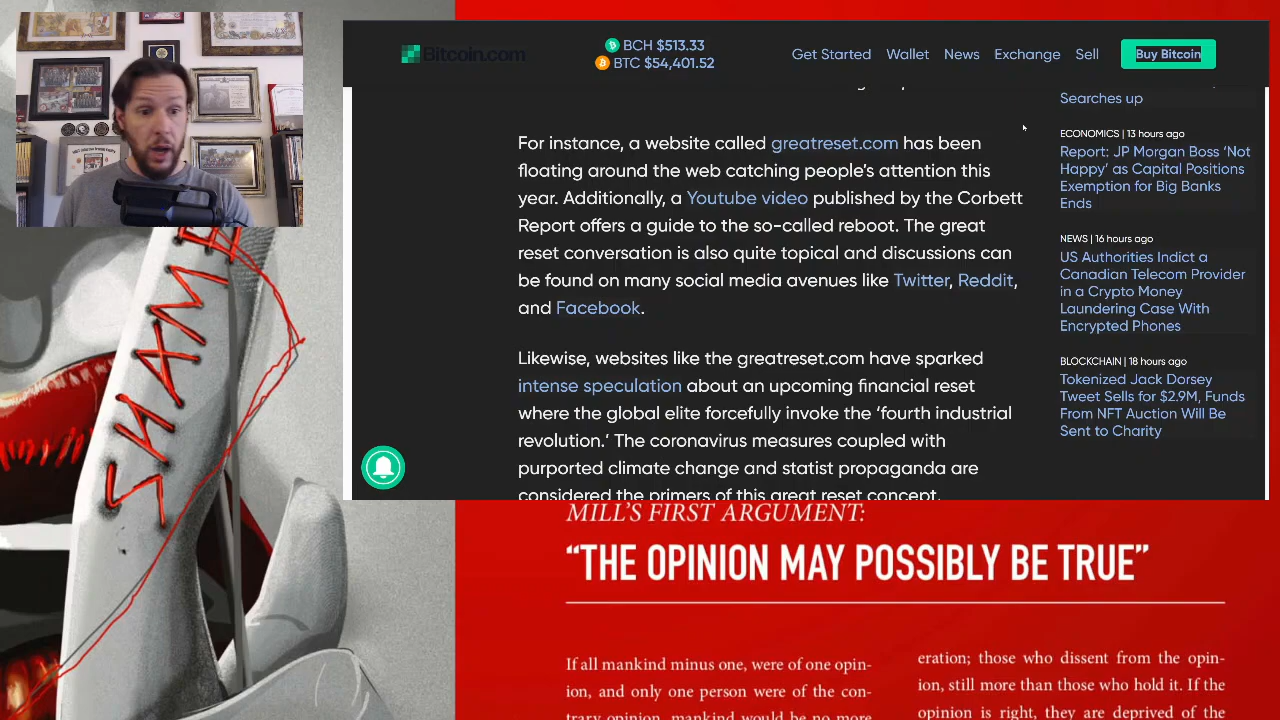 Bitcoin.com
BCH $513.33
BTC $54,401.52
Get Started Wallet News Exchange Sell Buy Bitcoin
For instance, a website called greatreset.com has been
floating around the web catching people's attention this
year. Additionally, a Youtube video published by the Corbett
Report offers a guide to the so-called reboot. The great
reset conversation is also quite topical and discussions can
be found on many social media avenues like Twitter, Reddit,
and Facebook.
Likewise, websites like the greatreset.com have sparked
intense speculation about an upcoming financial reset
where the global elite forcefully invoke the 'fourth industrial
revolution.' The coronavirus measures coupled with
purported climate change and statist propaganda are
considered the primers of this great reset concept.
Searches up
ECONOMICS | 13 hours ago
Report: JP Morgan Boss 'Not
Happy' as Capital Positions
Exemption for Big Banks
Ends
NEWS | 16 hours ago
US Authorities Indict a
Canadian Telecom Provider
in a Crypto Money
Laundering Case With
Encrypted Phones
BLOCKCHAIN | 18 hours ago
Tokenized Jack Dorsey
Tweet Sells for $2.9M, Funds
From NFT Auction Will Be
Sent to Charity
SHAME
MILL'S FIRST ARGUMENT:
"THE OPINION MAY POSSIBLY BE TRUE"
If all mankind minus one, were of one opin-
ion, and only one person were of the con-
trary opinion, mankind would be no more
eration; those who dissent from the opin-
ion, still more than those who hold it. If the
opinion is right, they are deprived of the